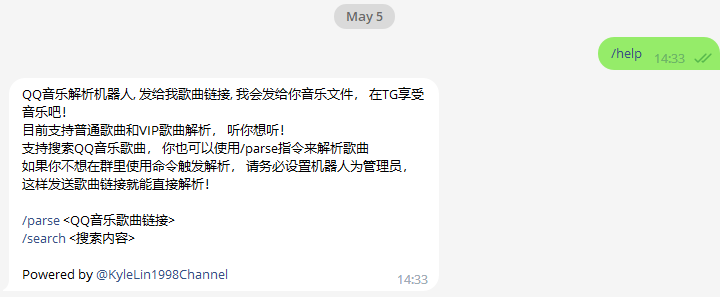 May 5
/help
14:33
QQ音乐解析机器人, 发给我歌曲链接, 我会发给你音乐文件， 在TG享受
音乐吧！
目前支持普通歌曲和VIP歌曲解析， 听你想听！
支持搜索QQ音乐歌曲， 你也可以使用/parse指令来解析歌曲
如果你不想在群里使用命令触发解析， 请务必设置机器人为管理员，
这样发送歌曲链接就能直接解析！
/parse <QQ音乐歌曲链接>
/search <搜索内容>
Powered by @KyleLin1998Channel
14:33